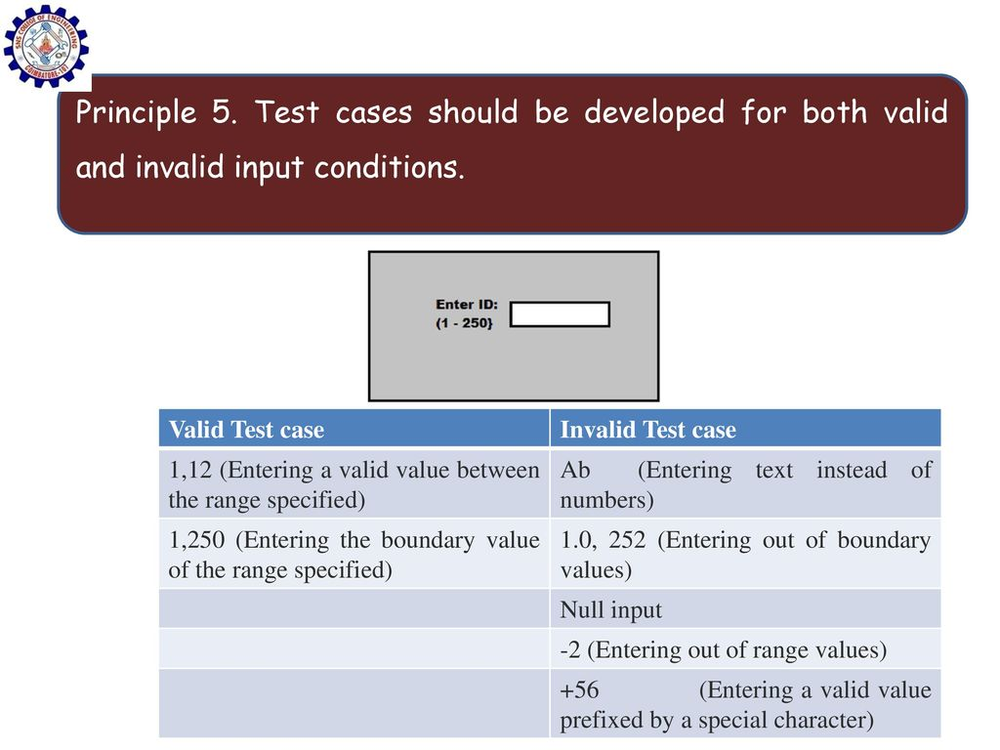 SNS COLLEGE OF ENGINEERING
COIMBATORE-107
Principle 5. Test cases should be developed for both valid
and invalid input conditions.
Enter ID:
(1 - 250}
Valid Test case
Invalid Test case
1,12 (Entering a valid value between
the range specified)
Ab (Entering text instead of
numbers)
1,250 (Entering the boundary value
of the range specified)
1.0, 252 (Entering out of boundary
values)
Null input
-2 (Entering out of range values)
+56 (Entering a valid value
prefixed by a special character)